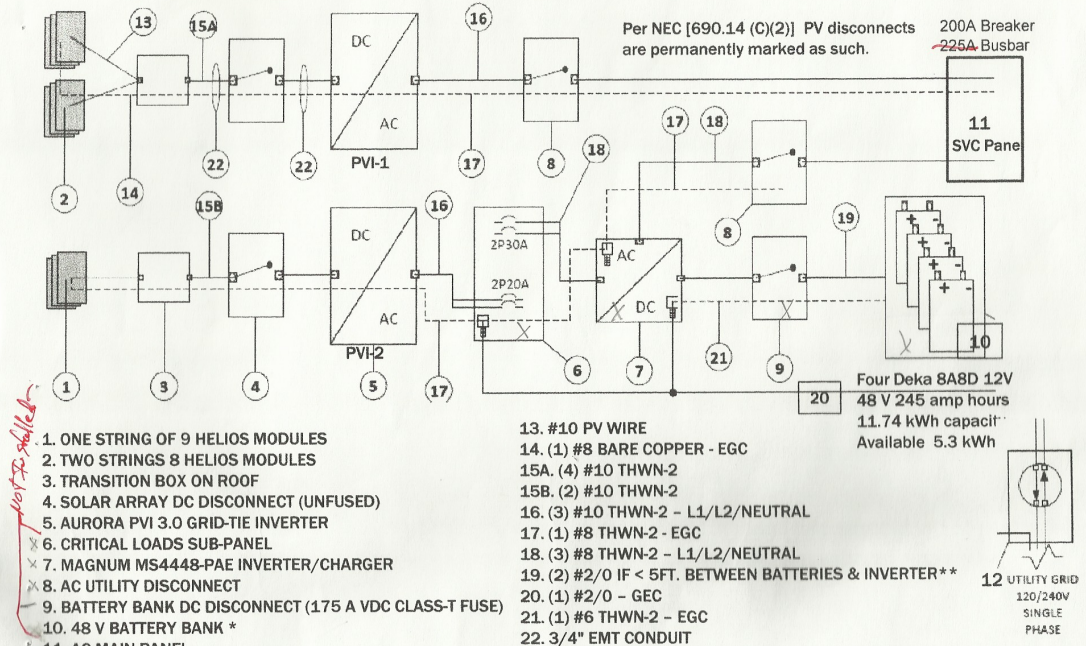 13
15A
16
Per NEC [690.14 (C)(2)] PV disconnects
are permanently marked as such.
200A Breaker
225A Busbar
DC
AC
PVI-1
22
22
17
8
2
14
11
SVC Pane
17
18
18
8
15B
16
DC
AC
PVI-2
2P30A
2P20A
AC
DC
19
10
1
3
4
5
17
6
7
21
9
20
Four Deka 8A8D 12V
48 V 245 amp hours
11.74 kWh capacit
Available 5.3 kWh
Not Installed
1. ONE STRING OF 9 HELIOS MODULES
2. TWO STRINGS 8 HELIOS MODULES
3. TRANSITION BOX ON ROOF
4. SOLAR ARRAY DC DISCONNECT (UNFUSED)
5. AURORA PVI 3.0 GRID-TIE INVERTER
x 6. CRITICAL LOADS SUB-PANEL
x 7. MAGNUM MS4448-PAE INVERTER/CHARGER
x 8. AC UTILITY DISCONNECT
9. BATTERY BANK DC DISCONNECT (175 A VDC CLASS-T FUSE)
10. 48 V BATTERY BANK *
11. AC MAIN PANEL
13. #10 PV WIRE
14. (1) #8 BARE COPPER - EGC
15A. (4) #10 THWN-2
15B. (2) #10 THWN-2
16. (3) #10 THWN-2 – L1/L2/NEUTRAL
17. (1) #8 THWN-2 - EGC
18. (3) #8 THWN-2 – L1/L2/NEUTRAL
19. (2) #2/0 IF < 5FT. BETWEEN BATTERIES & INVERTER**
20. (1) #2/0 – GEC
21. (1) #6 THWN-2 – EGC
22. 3/4" EMT CONDUIT
12 UTILITY GRID
120/240V
SINGLE
PHASE